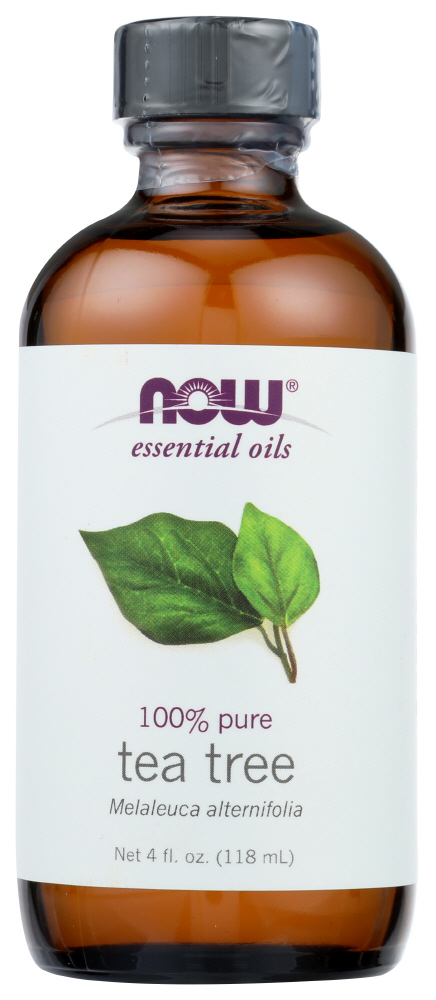 NOW®
essential oils
100% pure
tea tree
Melaleuca alternifolia
Net 4 fl. oz. (118 mL)